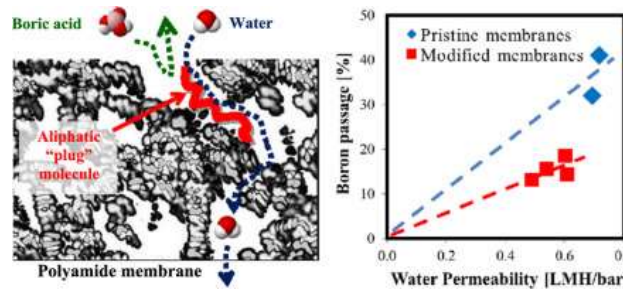 Boric acid
Water
Aliphatic
“plug”
molecule
Polyamide membrane
Boron passage [%]
50
40
30
20
10
0
Pristine membranes
Modified membranes
0.0
0.2
0.4
0.6
0.8
Water Permeability [LMH/bar